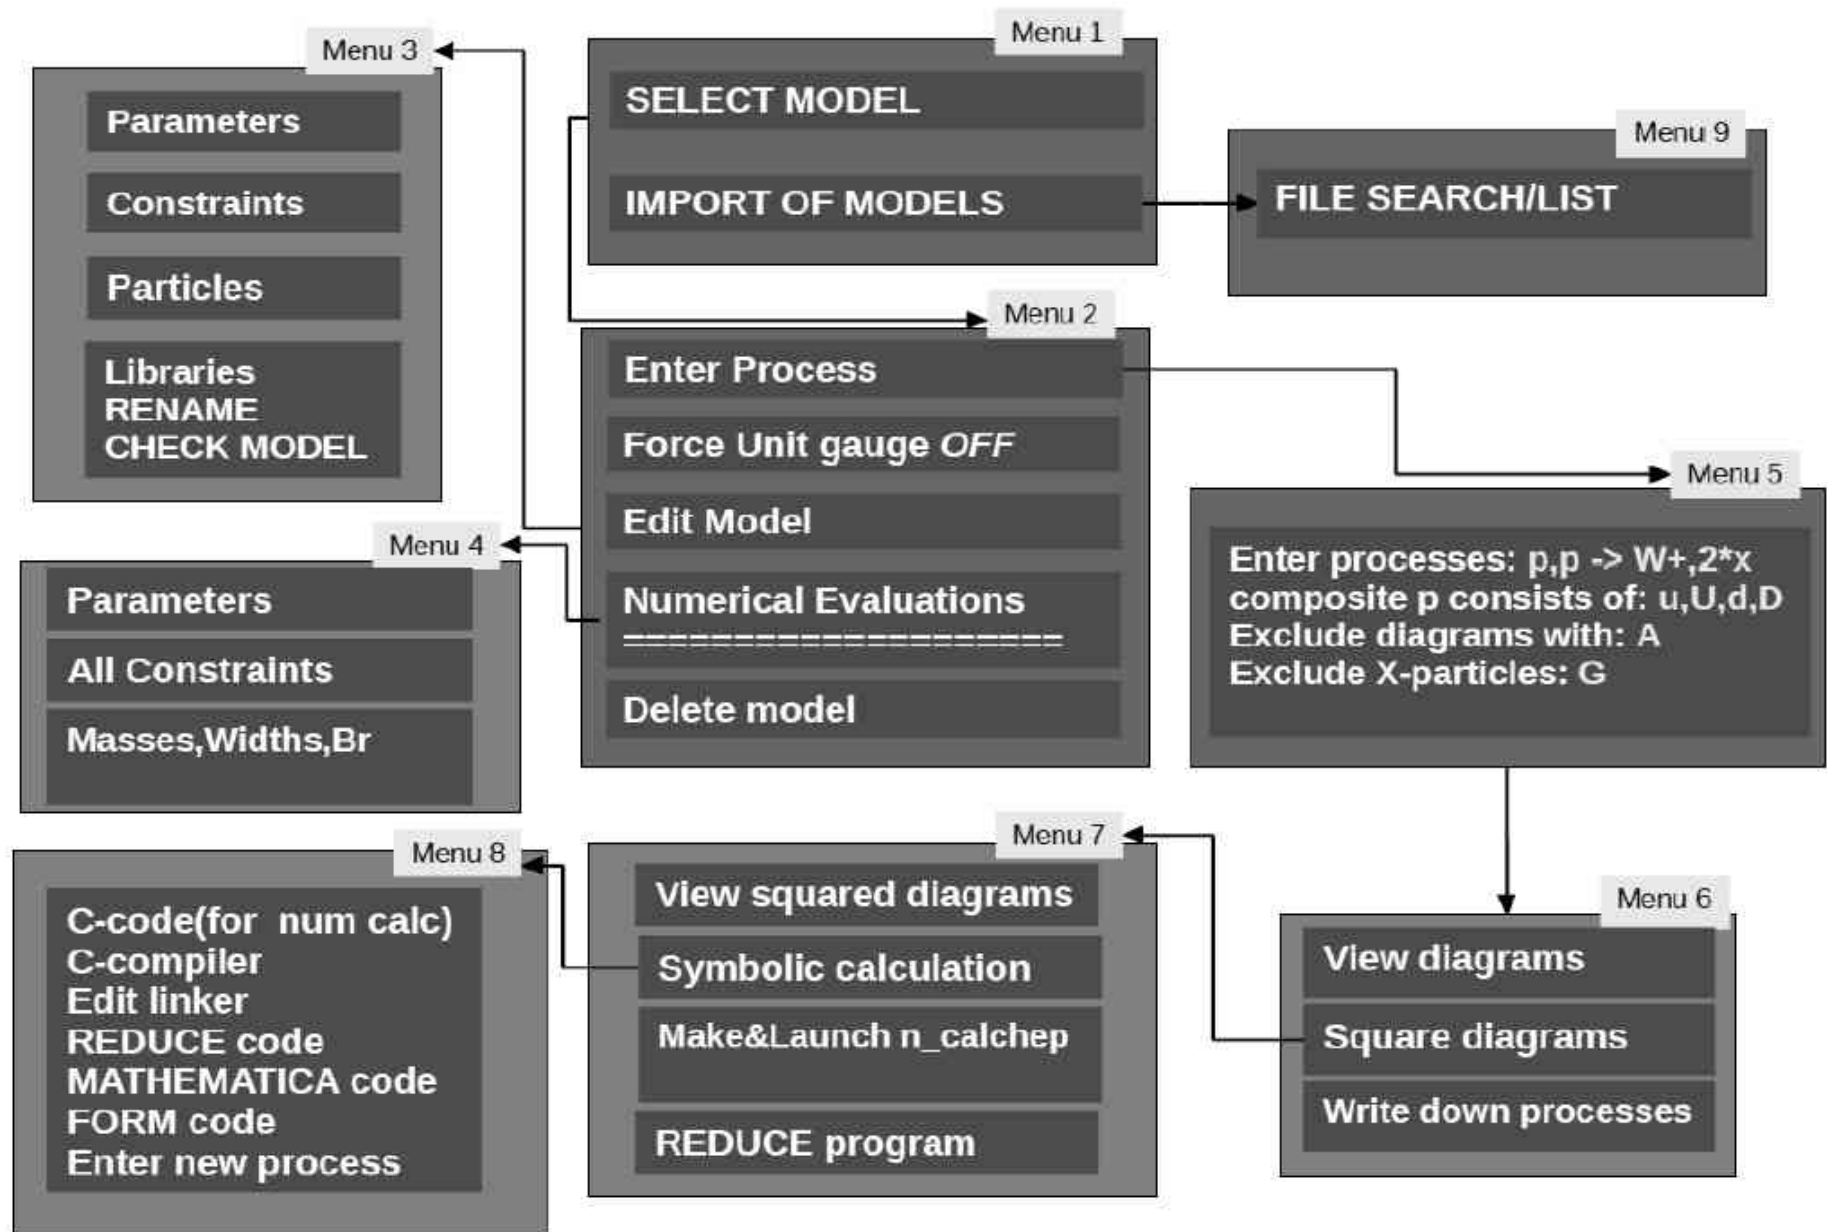 Menu 1
SELECT MODEL
IMPORT OF MODELS
Menu 9
FILE SEARCH/LIST
Menu 3
Parameters
Constraints
Particles
Libraries
RENAME
CHECK MODEL
Menu 2
Enter Process
Force Unit gauge OFF
Edit Model
Numerical Evaluations
====================
Delete model
Menu 4
Parameters
All Constraints
Masses,Widths,Br
Menu 5
Enter processes: p,p -> W+,2*x
composite p consists of: u,U,d,D
Exclude diagrams with: A
Exclude X-particles: G
Menu 6
View diagrams
Square diagrams
Write down processes
Menu 7
View squared diagrams
Symbolic calculation
Make&Launch n_calchep
REDUCE program
Menu 8
C-code(for num calc)
C-compiler
Edit linker
REDUCE code
MATHEMATICA code
FORM code
Enter new process